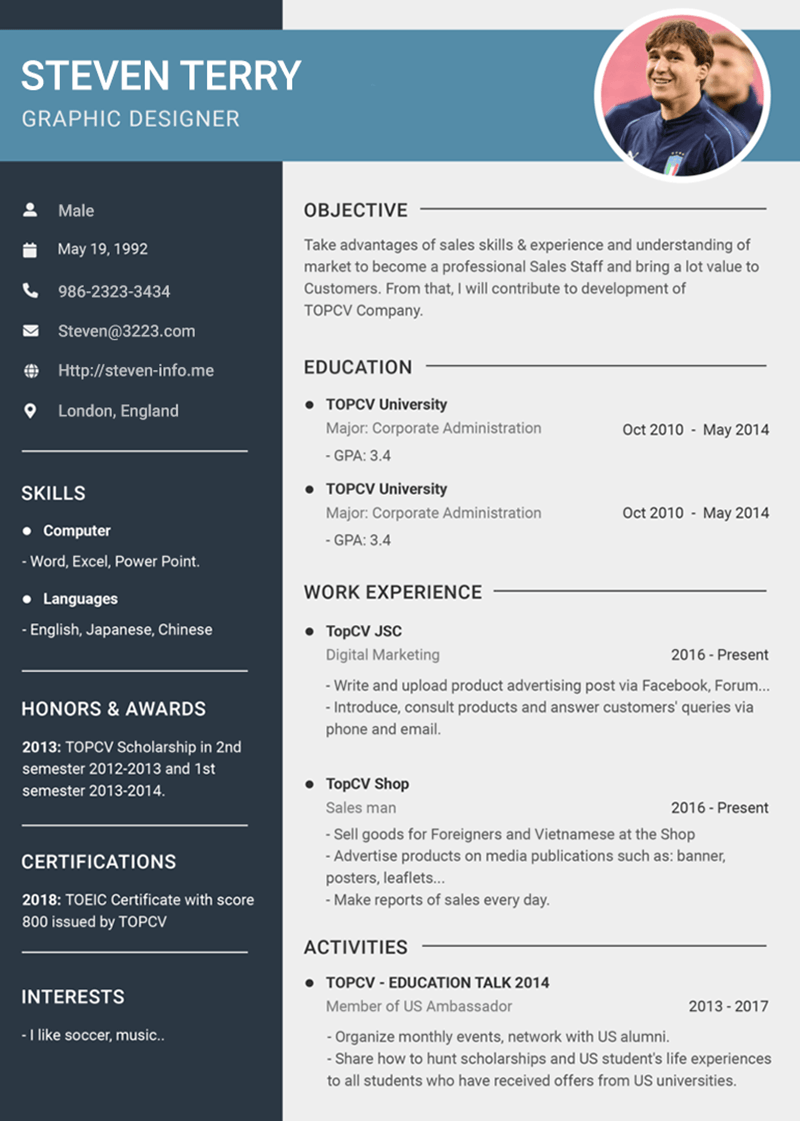 STEVEN TERRY
GRAPHIC DESIGNER
Male
May 19, 1992
986-2323-3434
Steven@3223.com
Http://steven-info.me
London, England
SKILLS
Computer
- Word, Excel, Power Point.
Languages
- English, Japanese, Chinese
HONORS & AWARDS
2013: TOPCV Scholarship in 2nd
semester 2012-2013 and 1st
semester 2013-2014.
CERTIFICATIONS
2018: TOEIC Certificate with score
800 issued by TOPCV
INTERESTS
- I like soccer, music..
OBJECTIVE
Take advantages of sales skills & experience and understanding of
market to become a professional Sales Staff and bring a lot value to
Customers. From that, I will contribute to development of
TOPCV Company.
EDUCATION
TOPCV University
Major: Corporate Administration
Oct 2010 - May 2014
- GPA: 3.4
TOPCV University
Major: Corporate Administration
Oct 2010 - May 2014
- GPA: 3.4
WORK EXPERIENCE
TopCV JSC
Digital Marketing
2016 - Present
- Write and upload product advertising post via Facebook, Forum...
- Introduce, consult products and answer customers' queries via
phone and email.
TopCV Shop
Sales man
2016 - Present
- Sell goods for Foreigners and Vietnamese at the Shop
- Advertise products on media publications such as: banner,
posters, leaflets...
- Make reports of sales every day.
ACTIVITIES
TOPCV - EDUCATION TALK 2014
Member of US Ambassador
2013 - 2017
- Organize monthly events, network with US alumni.
- Share how to hunt scholarships and US student's life experiences
to all students who have received offers from US universities.